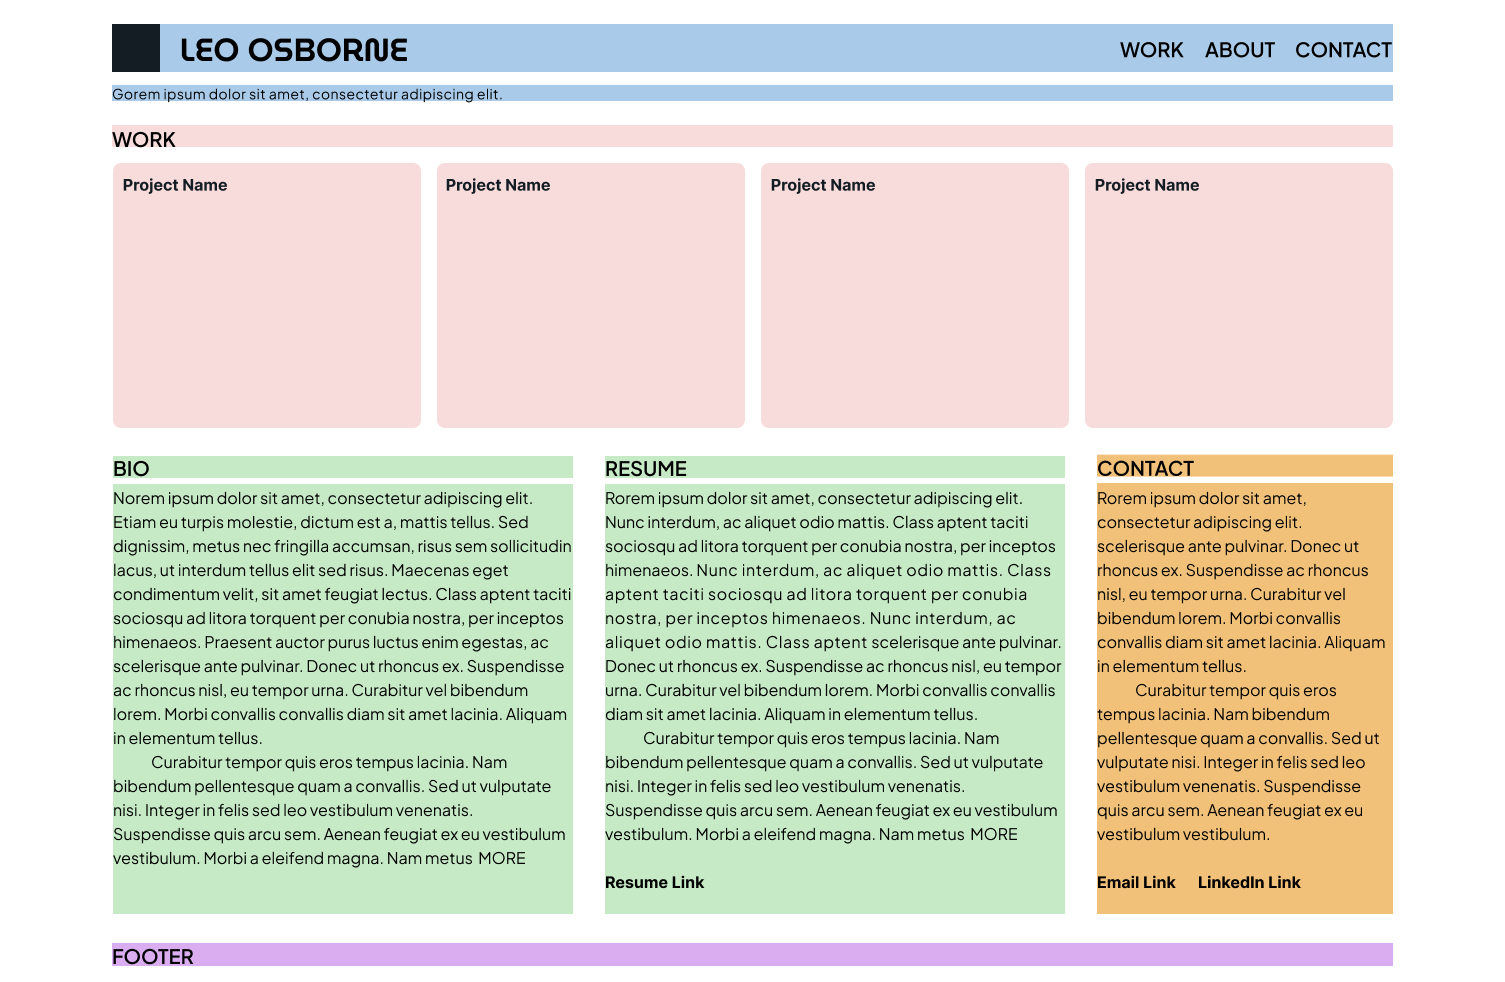 LEO OSBORNE
WORK ABOUT CONTACT
Gorem ipsum dolor sit amet, consectetur adipiscing elit.
WORK
Project Name
Project Name
Project Name
Project Name
BIO
Norem ipsum dolor sit amet, consectetur adipiscing elit.
Etiam eu turpis molestie, dictum est a, mattis tellus. Sed
dignissim, metus nec fringilla accumsan, risus sem sollicitudin
lacus, ut interdum tellus elit sed risus. Maecenas eget
condimentum velit, sit amet feugiat lectus. Class aptent taciti
sociosqu ad litora torquent per conubia nostra, per inceptos
himenaeos. Praesent auctor purus luctus enim egestas, ac
scelerisque ante pulvinar. Donec ut rhoncus ex. Suspendisse
ac rhoncus nisl, eu tempor urna. Curabitur vel bibendum
lorem. Morbi convallis convallis diam sit amet lacinia. Aliquam
in elementum tellus.
Curabitur tempor quis eros tempus lacinia. Nam
bibendum pellentesque quam a convallis. Sed ut vulputate
nisi. Integer in felis sed leo vestibulum venenatis.
Suspendisse quis arcu sem. Aenean feugiat ex eu vestibulum
vestibulum. Morbi a eleifend magna. Nam metus MORE
RESUME
Rorem ipsum dolor sit amet, consectetur adipiscing elit.
Nunc interdum, ac aliquet odio mattis. Class aptent taciti
sociosqu ad litora torquent per conubia nostra, per inceptos
himenaeos. Nunc interdum, ac aliquet odio mattis. Class
aptent taciti sociosqu ad litora torquent per conubia
nostra, per inceptos himenaeos. Nunc interdum, ac
aliquet odio mattis. Class aptent scelerisque ante pulvinar.
Donec ut rhoncus ex. Suspendisse ac rhoncus nisl, eu tempor
urna. Curabitur vel bibendum lorem. Morbi convallis convallis
diam sit amet lacinia. Aliquam in elementum tellus.
Curabitur tempor quis eros tempus lacinia. Nam
bibendum pellentesque quam a convallis. Sed ut vulputate
nisi. Integer in felis sed leo vestibulum venenatis.
Suspendisse quis arcu sem. Aenean feugiat ex eu vestibulum
vestibulum. Morbi a eleifend magna. Nam metus MORE
Resume Link
CONTACT
Rorem ipsum dolor sit amet,
consectetur adipiscing elit.
scelerisque ante pulvinar. Donec ut
rhoncus ex. Suspendisse ac rhoncus
nisl, eu tempor urna. Curabitur vel
bibendum lorem. Morbi convallis
convallis diam sit amet lacinia. Aliquam
in elementum tellus.
Curabitur tempor quis eros
tempus lacinia. Nam bibendum
pellentesque quam a convallis. Sed ut
vulputate nisi. Integer in felis sed leo
vestibulum venenatis. Suspendisse
quis arcu sem. Aenean feugiat ex eu
vestibulum vestibulum.
Email Link LinkedIn Link
FOOTER